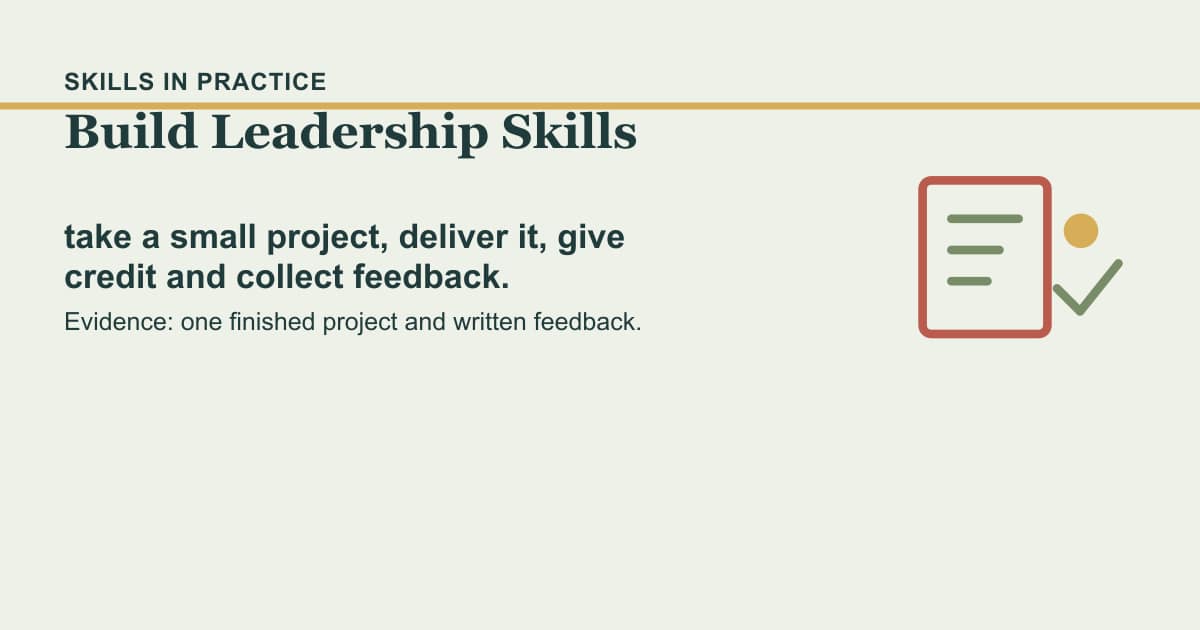 SKILLS IN PRACTICE
Build Leadership Skills
take a small project, deliver it, give
credit and collect feedback.
Evidence: one finished project and written feedback.